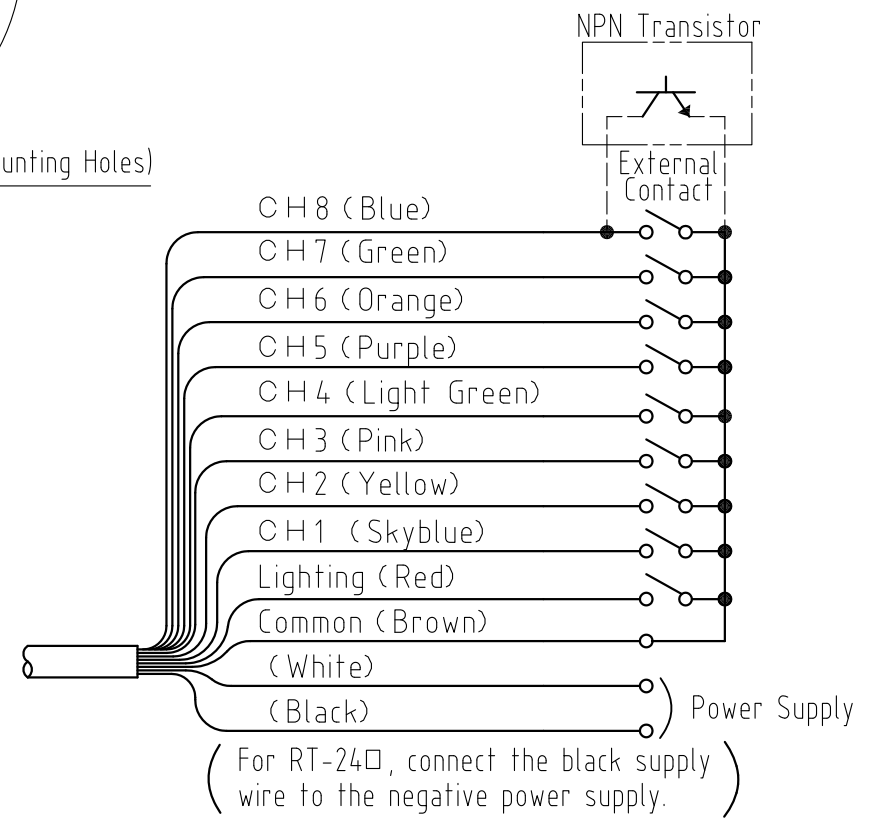 NPN Transistor
unting Holes)
External
Contact
CH8 (Blue)
CH7 (Green)
CH6 (Orange)
CH5 (Purple)
CH4 (Light Green)
CH3 (Pink)
CH2 (Yellow)
CH1 (Skyblue)
Lighting (Red)
Common (Brown)
(White)
(Black)
Power Supply
(For RT-24□, connect the black supply
wire to the negative power supply.)